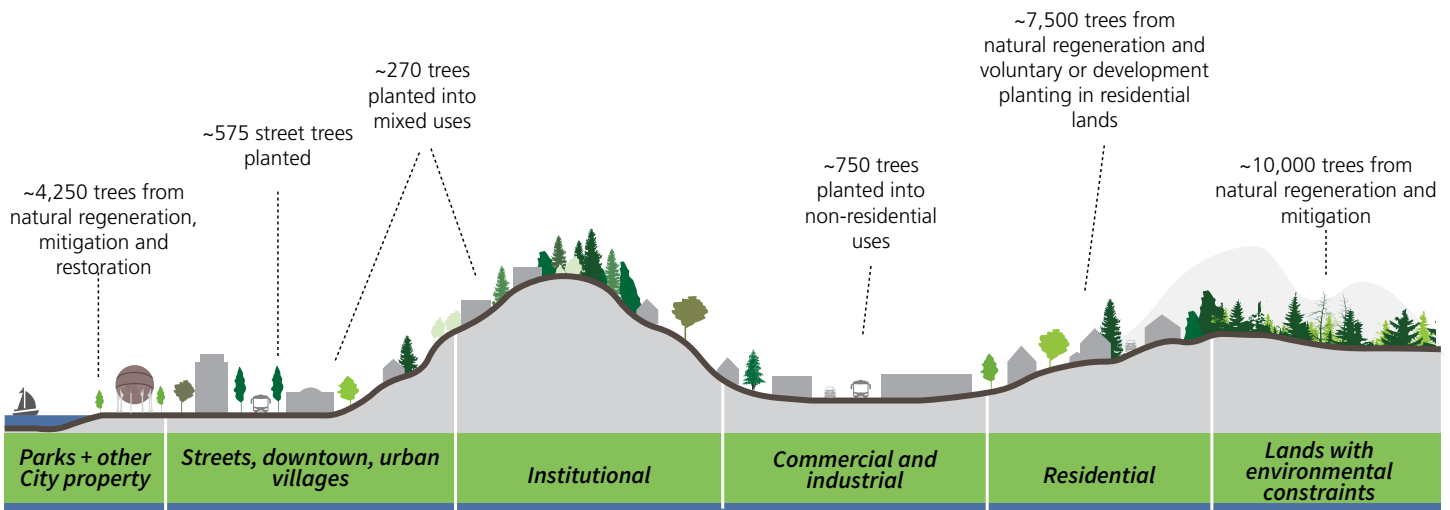 ~4,250 trees from
natural regeneration,
mitigation and
restoration
~575 street trees
planted
~270 trees
planted into
mixed uses
~750 trees
planted into
non-residential
uses
~7,500 trees from
natural regeneration and
voluntary or development
planting in residential
lands
~10,000 trees from
natural regeneration and
mitigation
Parks + other
City property
Streets, downtown, urban
villages
Institutional
Commercial and
industrial
Residential
Lands with
environmental
constraints